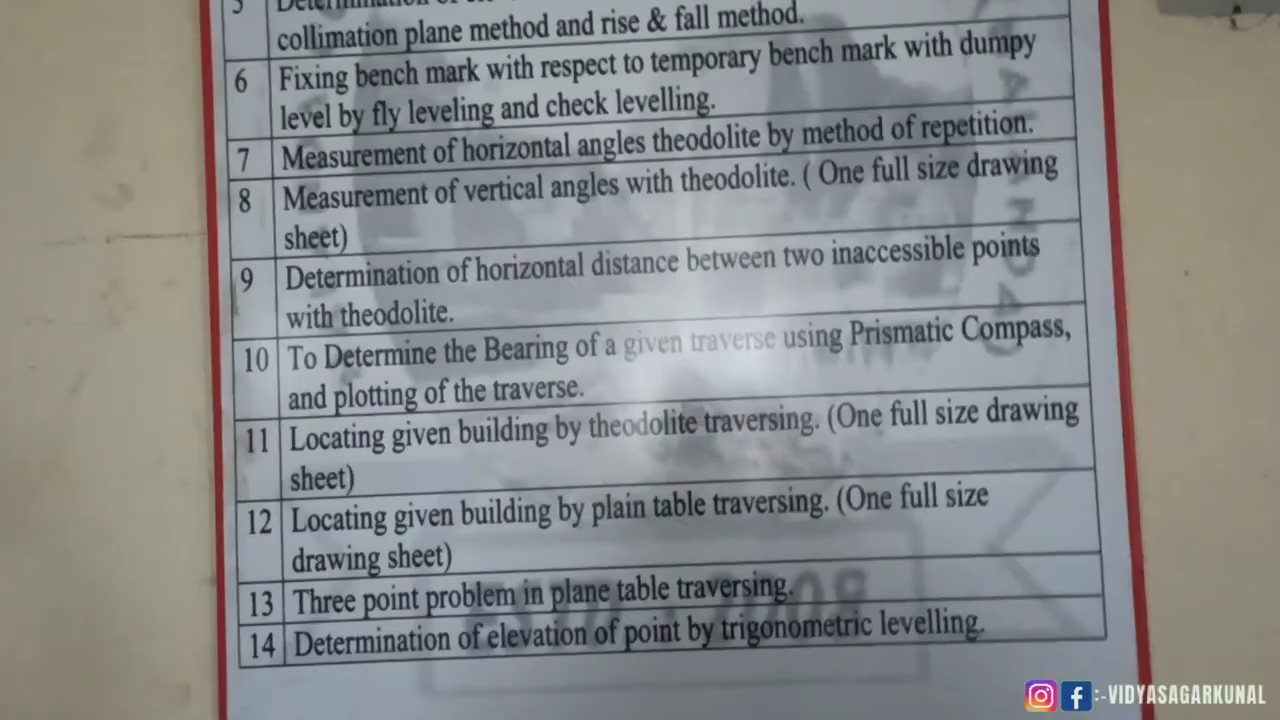 5 Determination of
collimation plane method and rise & fall method.
6 Fixing bench mark with respect to temporary bench mark with dumpy
level by fly leveling and check levelling.
7 Measurement of horizontal angles theodolite by method of repetition.
8 Measurement of vertical angles with theodolite. ( One full size drawing
sheet)
9 Determination of horizontal distance between two inaccessible points
with theodolite.
10 To Determine the Bearing of a given traverse using Prismatic Compass,
and plotting of the traverse.
11 Locating given building by theodolite traversing. (One full size drawing
sheet)
12 Locating given building by plain table traversing. (One full size
drawing sheet)
13 Three point problem in plane table traversing.
14 Determination of elevation of point by trigonometric levelling.
:-VIDYASAGARKUNAL